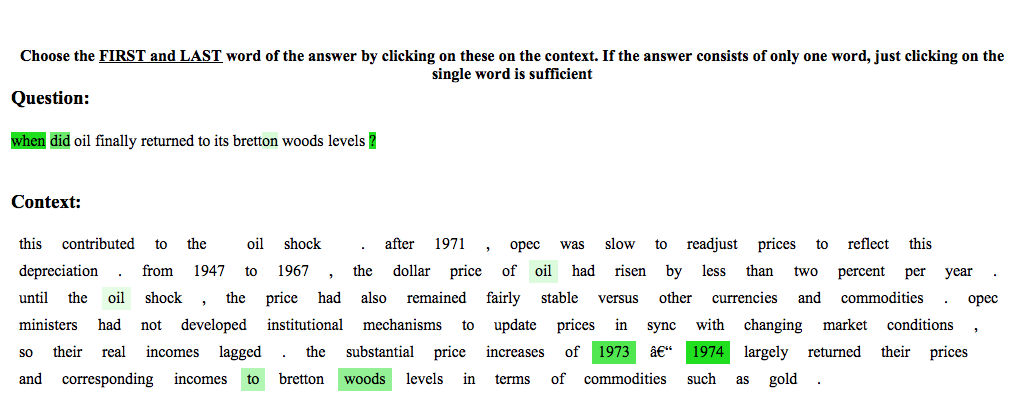 Choose the FIRST and LAST word of the answer by clicking on these on the context. If the answer consists of only one word, just clicking on the
single word is sufficient
Question:
when did oil finally returned to its bretton woods levels ?
Context:
this contributed to the oil shock . after 1971 , opec was slow to readjust prices to reflect this
depreciation . from 1947 to 1967 , the dollar price of oil had risen by less than two percent per year .
until the oil shock , the price had also remained fairly stable versus other currencies and commodities . opec
ministers had not developed institutional mechanisms to update prices in sync with changing market conditions ,
so their real incomes lagged . the substantial price increases of 1973 â€“ 1974 largely returned their prices
and corresponding incomes to bretton woods levels in terms of commodities such as gold .